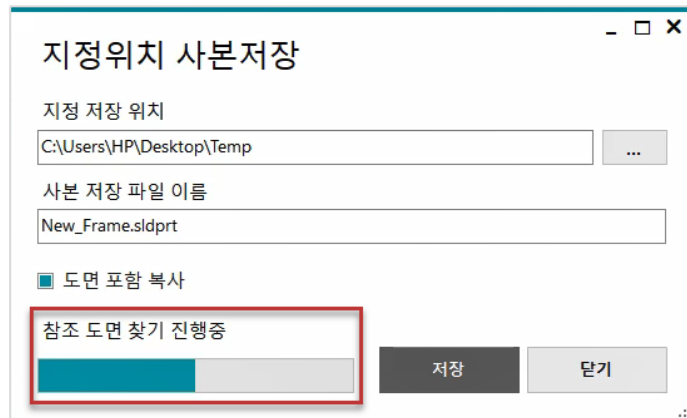 지정위치 사본저장
지정 저장 위치
C:\Users\HP\Desktop\Temp
...
사본 저장 파일 이름
New_Frame.sldprt
도면 포함 복사
참조 도면 찾기 진행중
저장
닫기